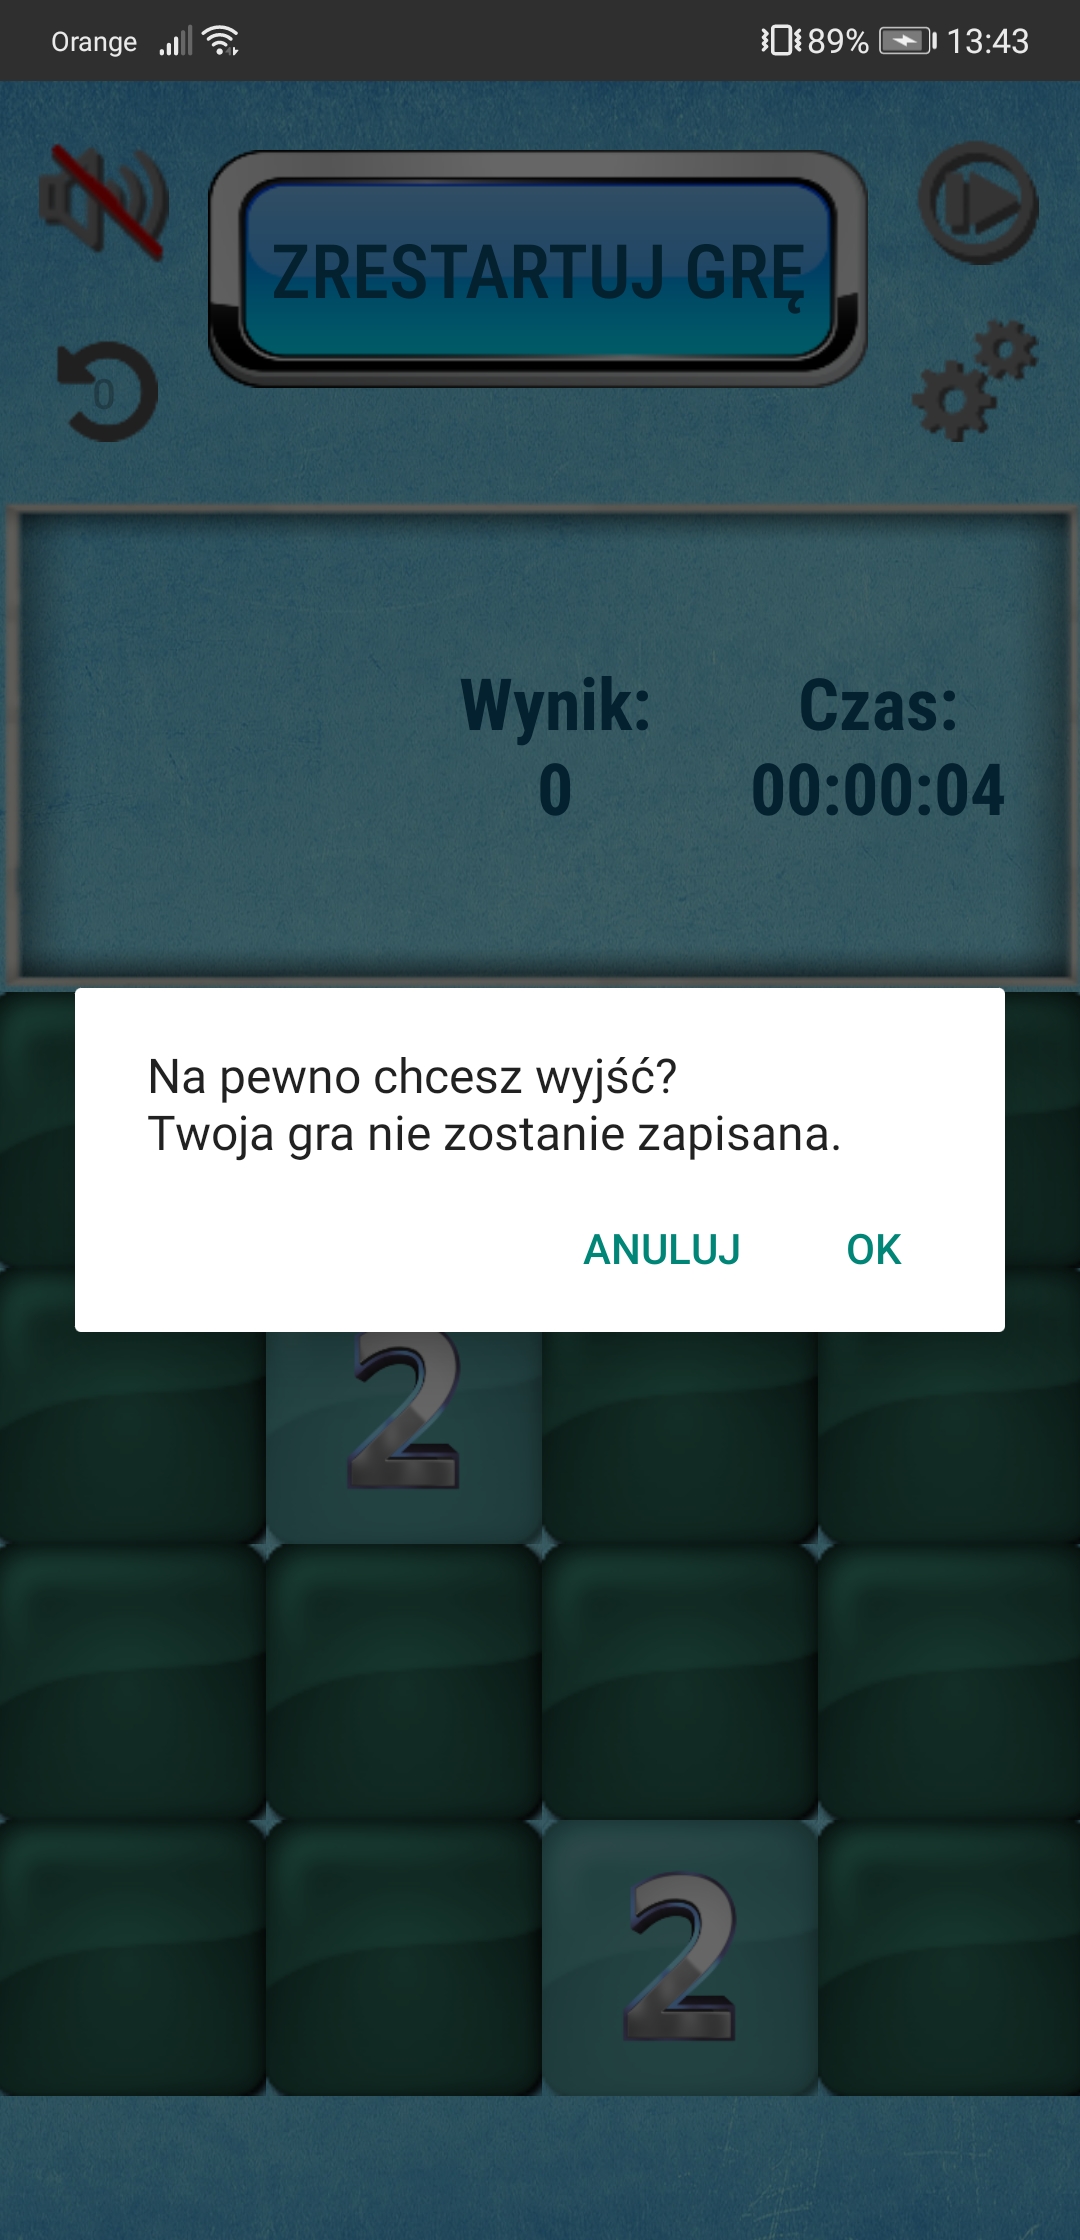 Orange 89% 13:43
ZRESTARTUJ GRĘ
0
Wynik: Czas:
0 00:00:04
Na pewno chcesz wyjść?
Twoja gra nie zostanie zapisana.
ANULUJ OK
2
2